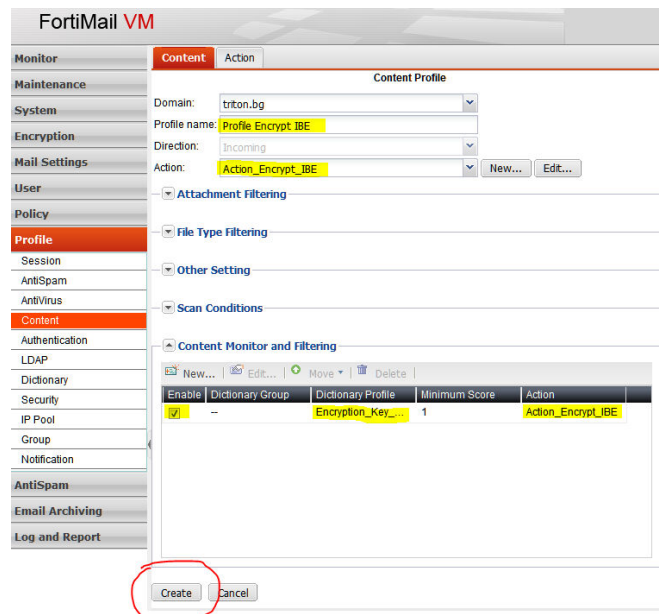 FortiMail VM
Monitor
Maintenance
System
Encryption
Mail Settings
User
Policy
Profile
Session
AntiSpam
AntiVirus
Content
Authentication
LDAP
Dictionary
Security
IP Pool
Group
Notification
AntiSpam
Email Archiving
Log and Report
Content Action
Content Profile
Domain: triton.bg
Profile name: Profile Encrypt IBE
Direction: Incoming
Action: Action_Encrypt_IBE New... Edit...
Attachment Filtering
File Type Filtering
Other Setting
Scan Conditions
Content Monitor and Filtering
New... | Edit... | Move | Delete |
Enable Dictionary Group Dictionary Profile Minimum Score Action
-- Encryption_Key_... 1 Action_Encrypt_IBE
Create Cancel